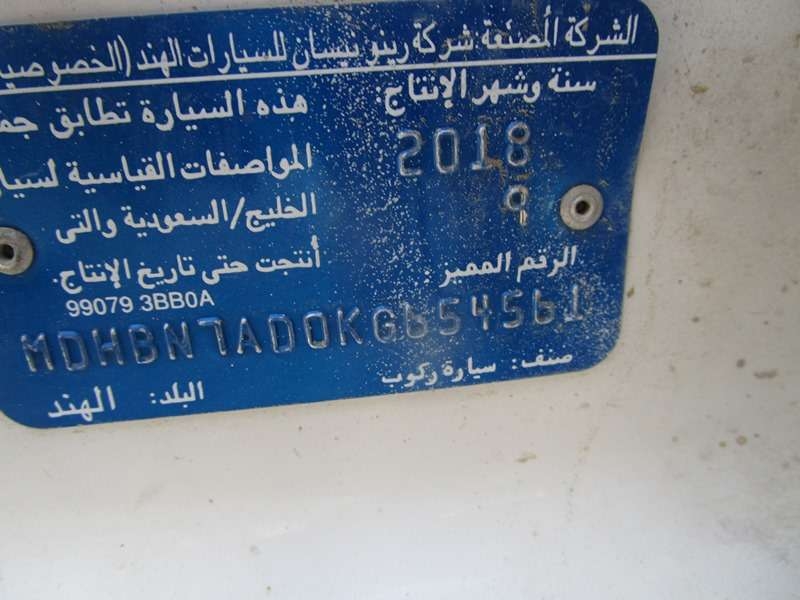 الشركة المصنعة شركة رينو نيسان للسيارات الهند (الخصوصية
سنة وشهر الإنتاج:
2018
9
هذه السيارة تطابق
المواصفات القياسية
الخليج/السعودية والتى
أنتجت حتى تاريخ الإنتاج.
99079 3BB0A
الرقم المميز:
MDHBN7AD0KG654561
صنف: سيارة ركوب
البلد: الهند